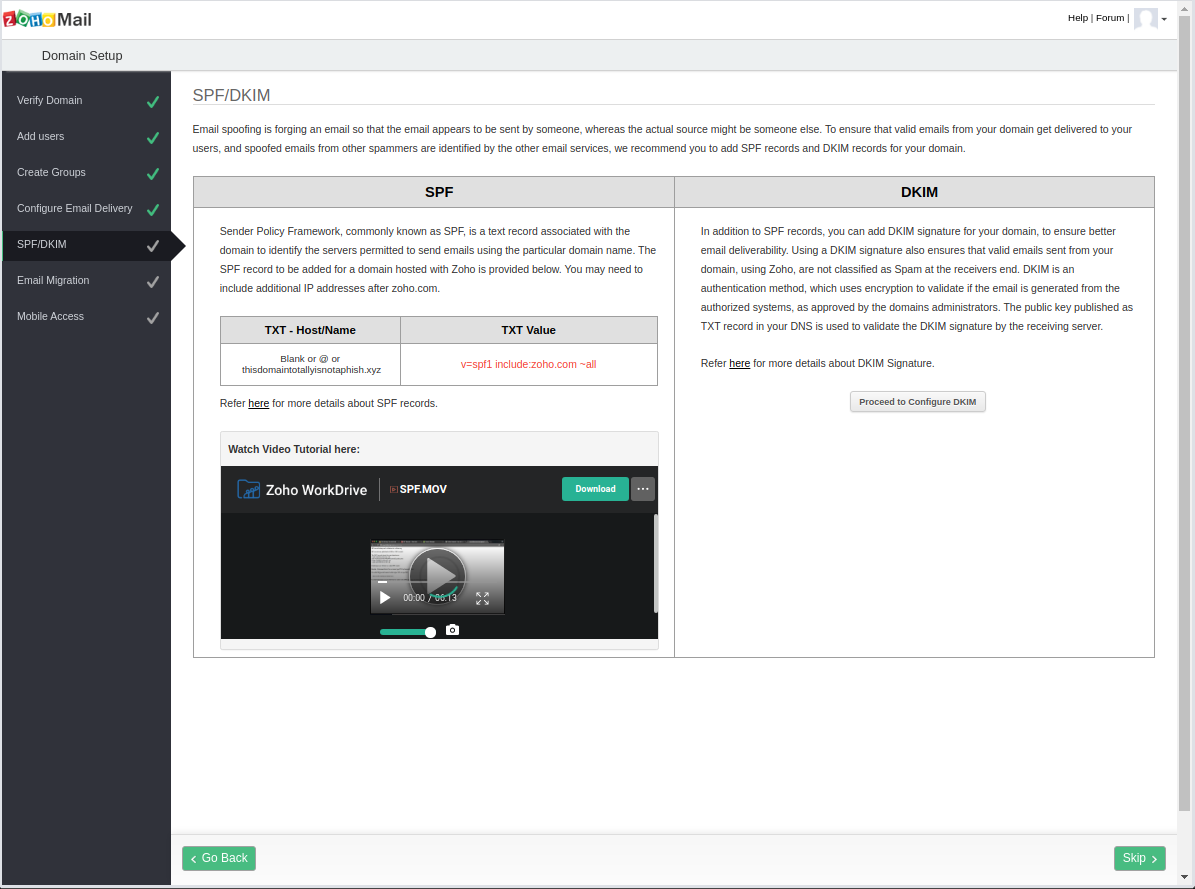 ZOHO Mail
Help | Forum |
Domain Setup
Verify Domain
Add users
Create Groups
Configure Email Delivery
SPF/DKIM
Email Migration
Mobile Access
SPF/DKIM
Email spoofing is forging an email so that the email appears to be sent by someone, whereas the actual source might be someone else. To ensure that valid emails from your domain get delivered to your
users, and spoofed emails from other spammers are identified by the other email services, we recommend you to add SPF records and DKIM records for your domain.
SPF
Sender Policy Framework, commonly known as SPF, is a text record associated with the
domain to identify the servers permitted to send emails using the particular domain name. The
SPF record to be added for a domain hosted with Zoho is provided below. You may need to
include additional IP addresses after zoho.com.
TXT - Host/Name
TXT Value
Blank or @ or
thisdomaintotallyisnotaphish.xyz
v=spf1 include:zoho.com ~all
Refer here for more details about SPF records.
Watch Video Tutorial here:
Zoho WorkDrive
SPF.MOV
Download
00:00 / 06:13
DKIM
In addition to SPF records, you can add DKIM signature for your domain, to ensure better
email deliverability. Using a DKIM signature also ensures that valid emails sent from your
domain, using Zoho, are not classified as Spam at the receivers end. DKIM is an
authentication method, which uses encryption to validate if the email is generated from the
authorized systems, as approved by the domains administrators. The public key published as
TXT record in your DNS is used to validate the DKIM signature by the receiving server.
Refer here for more details about DKIM Signature.
Proceed to Configure DKIM
Go Back
Skip